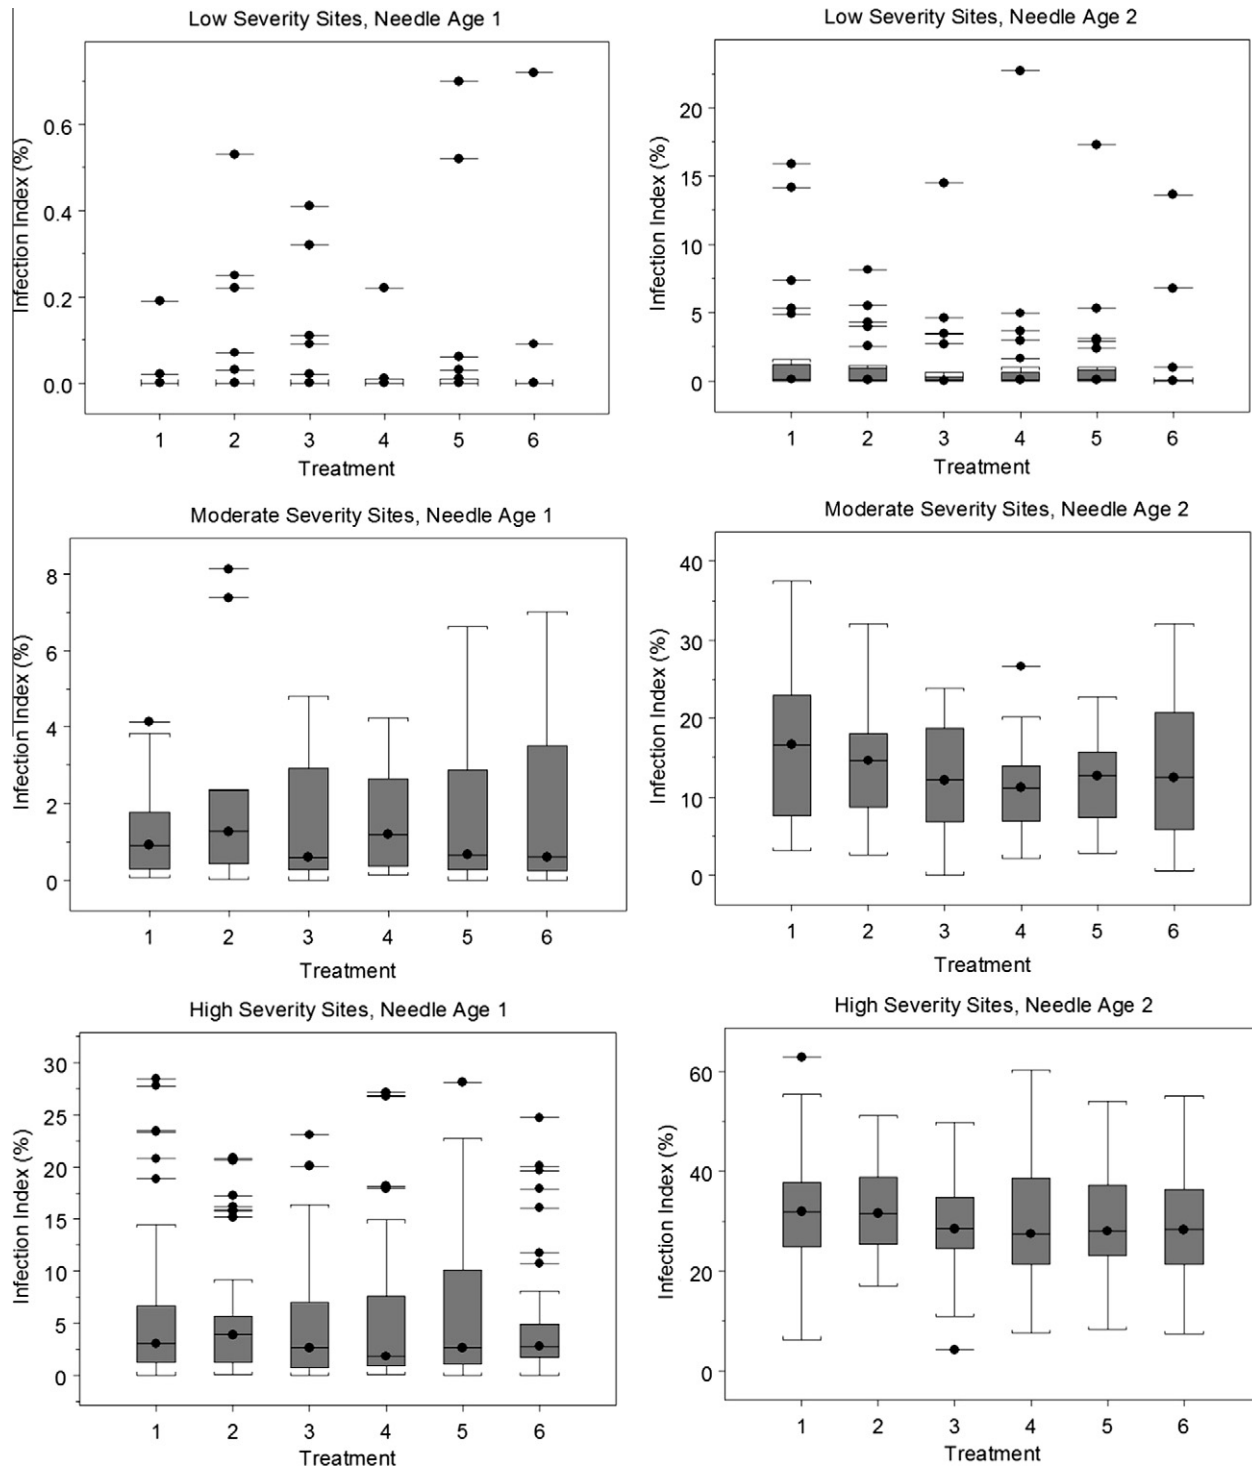 Low Severity Sites, Needle Age 1
Infection Index (%)
0.6
0.4
0.2
0.0
1 2 3 4 5 6
Treatment
Low Severity Sites, Needle Age 2
Infection Index (%)
20
15
10
5
0
1 2 3 4 5 6
Treatment
Moderate Severity Sites, Needle Age 1
Infection Index (%)
8
6
4
2
0
1 2 3 4 5 6
Treatment
Moderate Severity Sites, Needle Age 2
Infection Index (%)
40
30
20
10
0
1 2 3 4 5 6
Treatment
High Severity Sites, Needle Age 1
Infection Index (%)
30
25
20
15
10
5
0
1 2 3 4 5 6
Treatment
High Severity Sites, Needle Age 2
Infection Index (%)
60
40
20
0
1 2 3 4 5 6
Treatment